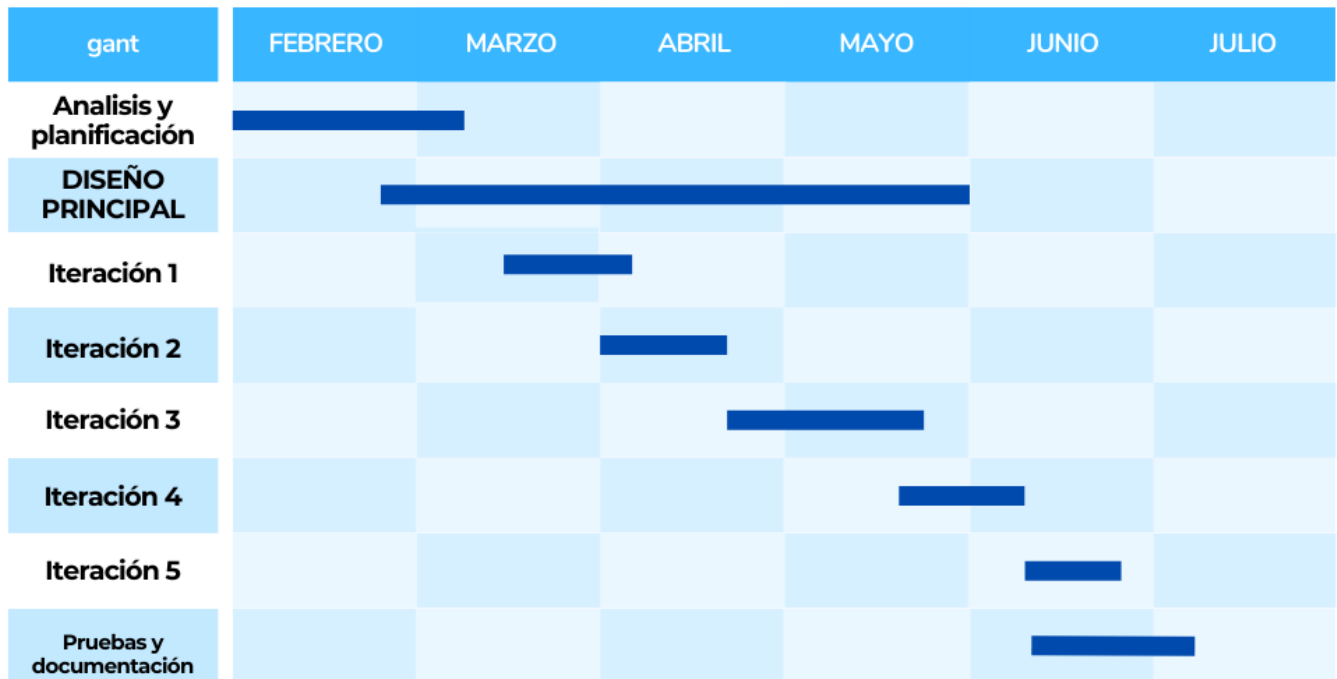 gant FEBRERO MARZO ABRIL MAYO JUNIO JULIO
Analisis y
planificación
DISEÑO
PRINCIPAL
Iteración 1
Iteración 2
Iteración 3
Iteración 4
Iteración 5
Pruebas y
documentación